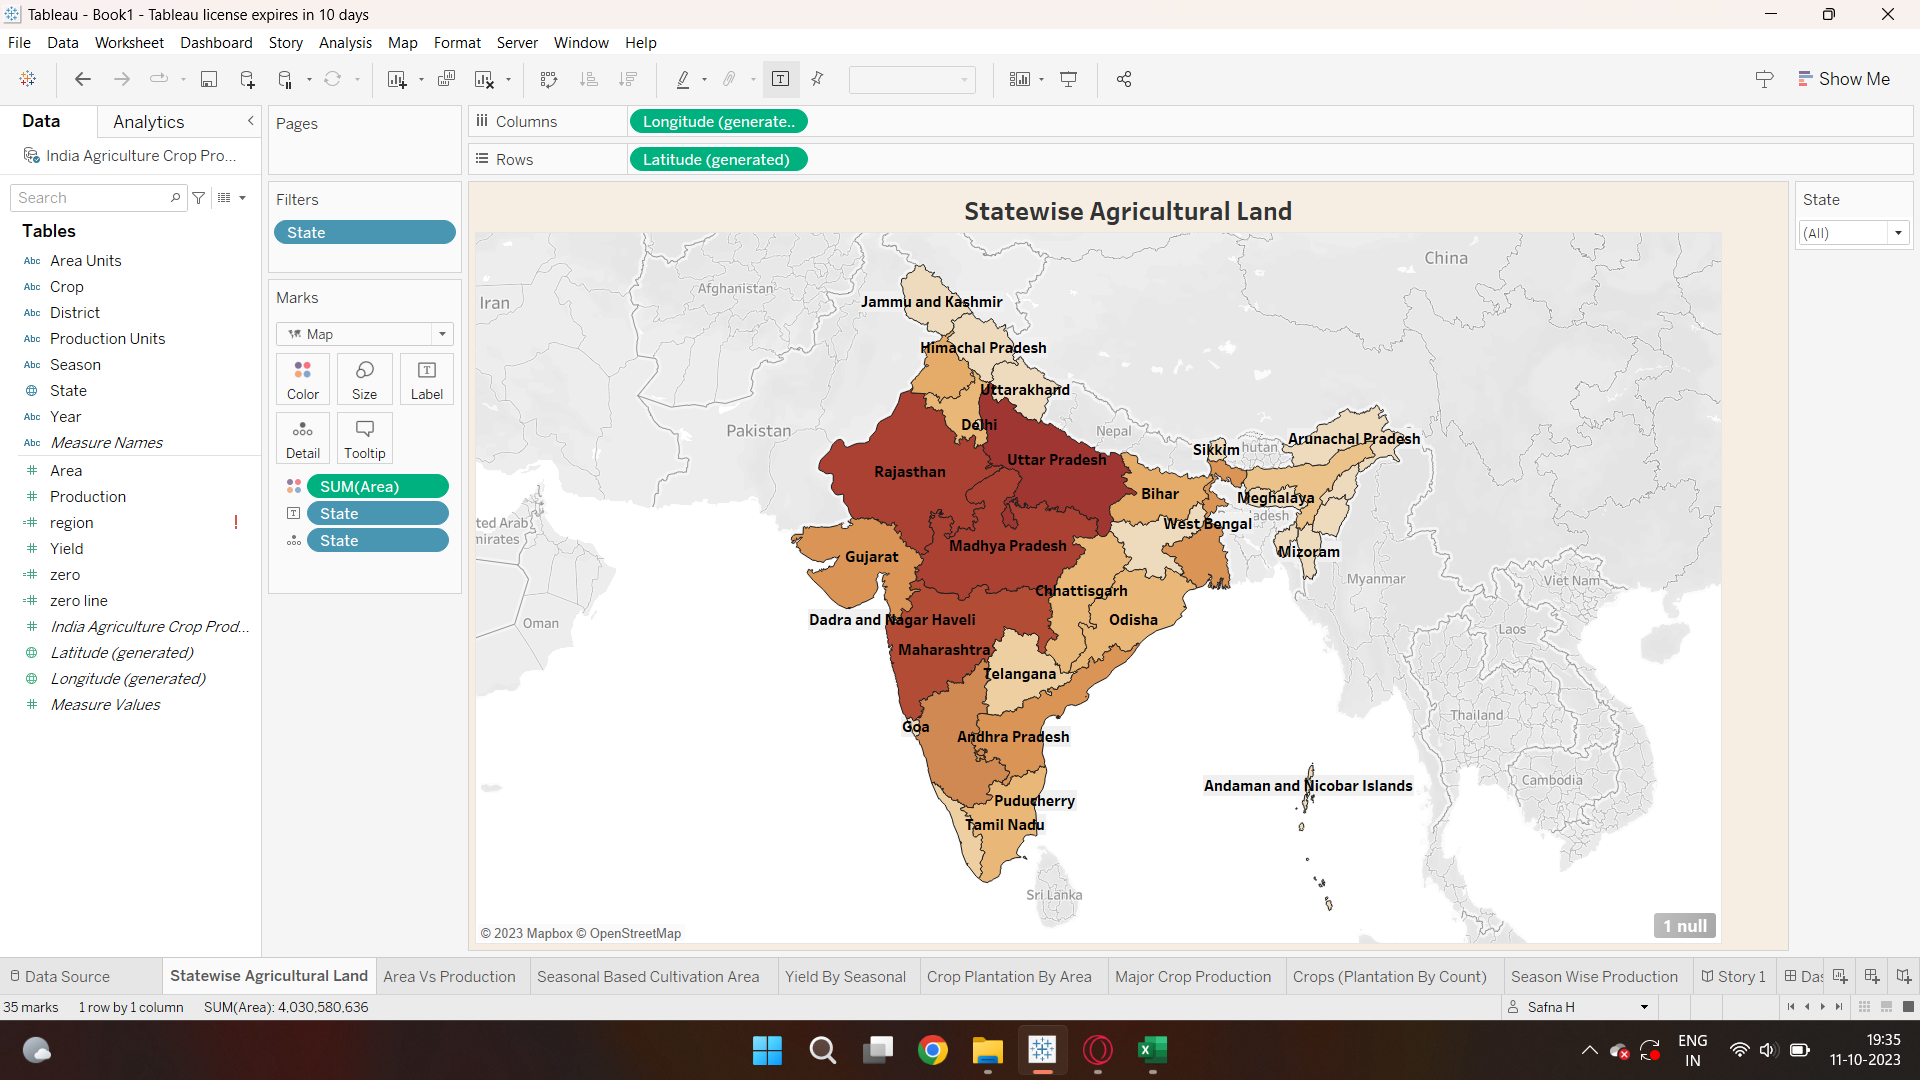 Tableau - Book1 - Tableau license expires in 10 days
File Data Worksheet Dashboard Story Analysis Map Format Server Window Help
Show Me
Data Analytics
India Agriculture Crop Pro...
Search
Tables
Abc Area Units
Abc Crop
Abc District
Abc Production Units
Abc Season
State
Abc Year
Abc Measure Names
# Area
# Production
=# region !
# Yield
=# zero
=# zero line
# India Agriculture Crop Prod...
Latitude (generated)
Longitude (generated)
# Measure Values
Pages
Filters
State
Marks
Map
Color Size Label
Detail Tooltip
SUM(Area)
State
State
Columns Longitude (generate..
Rows Latitude (generated)
Statewise Agricultural Land
China
Afghanistan
Iran
Jammu and Kashmir
Himachal Pradesh
Uttarakhand
Delhi
Pakistan
Nepal
Arunachal Pradesh
Sikkim
hutan
Uttar Pradesh
Rajasthan
Bihar
Meghalaya
adesh
West Bengal
ted Arab
mirates
Madhya Pradesh
Mizoram
Gujarat
Myanmar
Viet Nam
Chhattisgarh
Dadra and Nagar Haveli
Odisha
Oman
Laos
Maharashtra
Telangana
Thailand
Goa
Andhra Pradesh
Cambodia
Andaman and Nicobar Islands
Puducherry
Tamil Nadu
Sri Lanka
© 2023 Mapbox © OpenStreetMap
1 null
State
(All)
Data Source Statewise Agricultural Land Area Vs Production Seasonal Based Cultivation Area Yield By Seasonal Crop Plantation By Area Major Crop Production Crops (Plantation By Count) Season Wise Production Story 1 Das
35 marks 1 row by 1 column SUM(Area): 4,030,580,636
Safna H
ENG
IN
19:35
11-10-2023